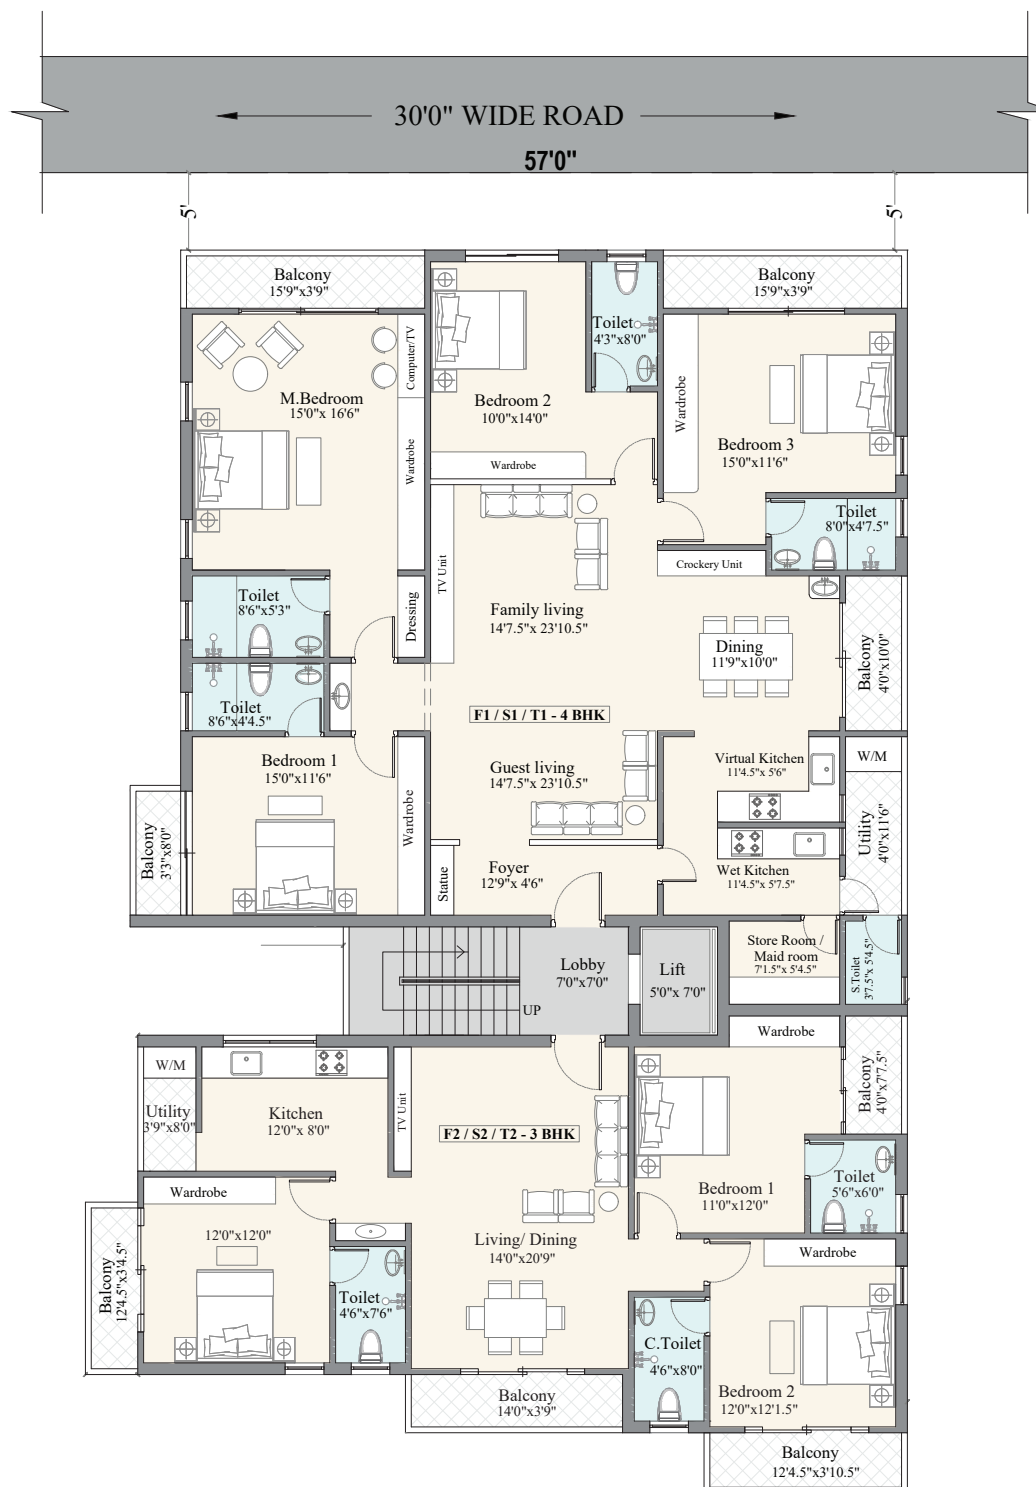 30'0" WIDE ROAD
57'0"
5'
5'
Balcony
15'9"x3'9"
Balcony
15'9"x3'9"
Toilet
4'3"x8'0"
Computer/TV
M.Bedroom
15'0"x 16'6"
Bedroom 2
10'0"x14'0"
Wardrobe
Bedroom 3
15'0"x11'6"
Wardrobe
Wardrobe
Toilet
8'0"x4'7.5"
TV Unit
Crockery Unit
Toilet
8'6"x5'3"
Dressing
Family living
14'7.5"x 23'10.5"
Dining
11'9"x10'0"
Balcony
4'0"x10'0"
Toilet
8'6"x4'4.5"
F1 / S1 / T1 - 4 BHK
Bedroom 1
15'0"x11'6"
Guest living
14'7.5"x 23'10.5"
Virtual Kitchen
11'4.5"x 5'6"
W/M
Wardrobe
Balcony
3'3"x8'0"
Utility
4'0"x11'6"
Statue
Foyer
12'9"x 4'6"
Wet Kitchen
11'4.5"x 5'7.5"
Lobby
7'0"x7'0"
Lift
5'0"x 7'0"
Store Room /
Maid room
7'1.5"x 5'4.5"
S.Toilet
3'7.5"x 5'4.5"
UP
Wardrobe
W/M
Balcony
4'0"x7'7.5"
Utility
3'9"x8'0"
Kitchen
12'0"x 8'0"
TV Unit
F2 / S2 / T2 - 3 BHK
Wardrobe
Bedroom 1
11'0"x12'0"
Toilet
5'6"x6'0"
12'0"x12'0"
Living/ Dining
14'0"x20'9"
Wardrobe
Balcony
12'4.5"x3'4.5"
Toilet
4'6"x7'6"
C.Toilet
4'6"x8'0"
Balcony
14'0"x3'9"
Bedroom 2
12'0"x12'1.5"
Balcony
12'4.5"x3'10.5"